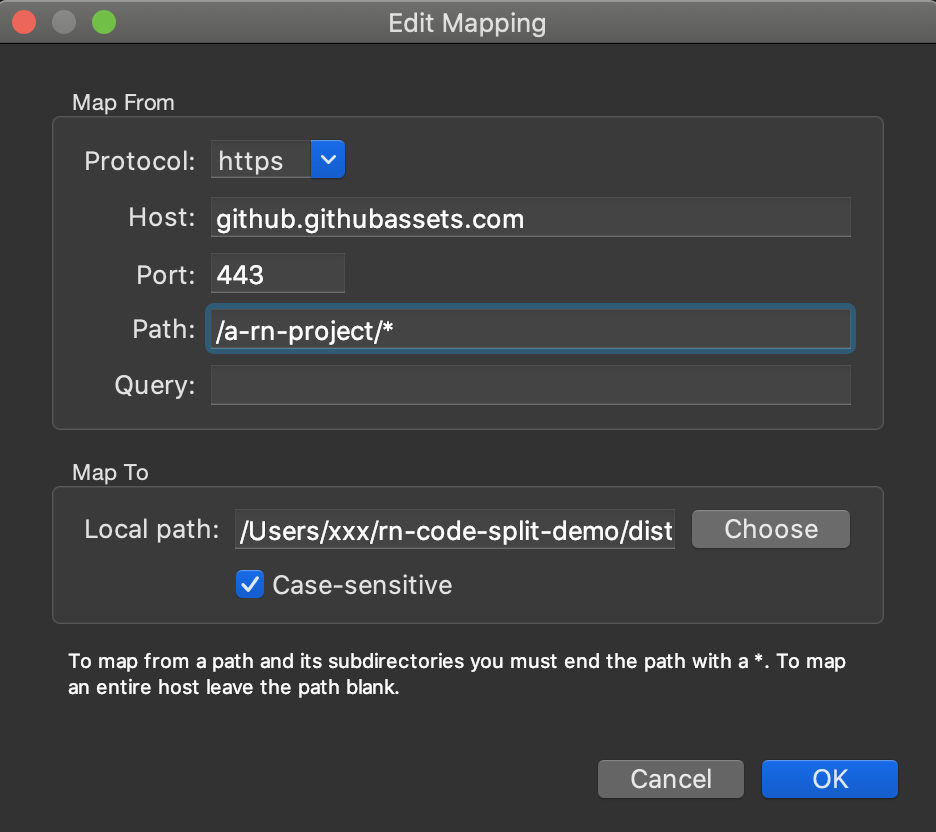 Edit Mapping
Map From
Protocol: https
Host: github.githubassets.com
Port: 443
Path: /a-rn-project/*
Query:
Map To
Local path: /Users/xxx/rn-code-split-demo/dist Choose
Case-sensitive
To map from a path and its subdirectories you must end the path with a *. To map
an entire host leave the path blank.
Cancel OK